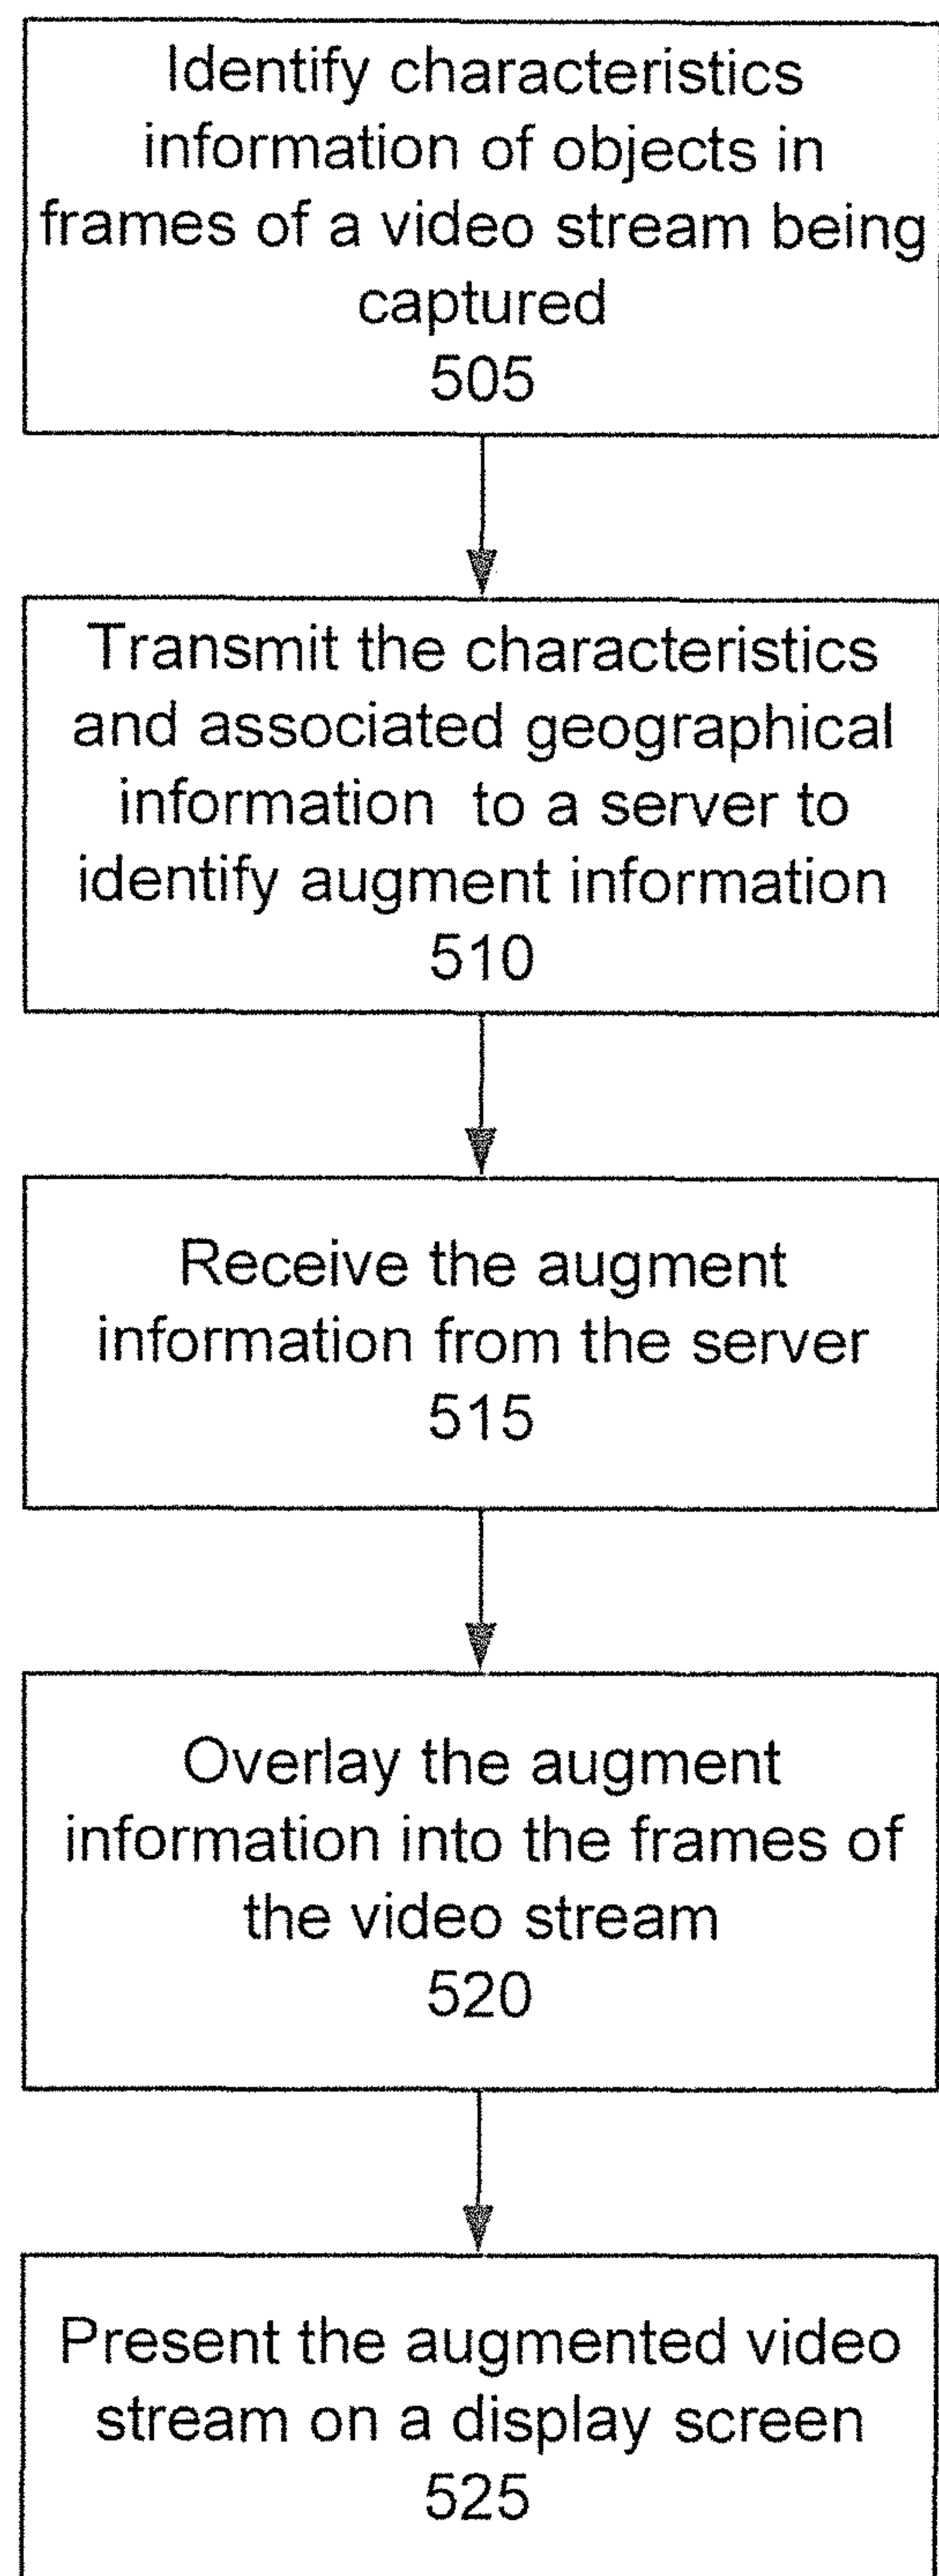 Identify characteristics
information of objects in
frames of a video stream being
captured
505
Transmit the characteristics
and associated geographical
information to a server to
identify augment information
510
Receive the augment
information from the server
515
Overlay the augment
information into the frames of
the video stream
520
Present the augmented video
stream on a display screen
525